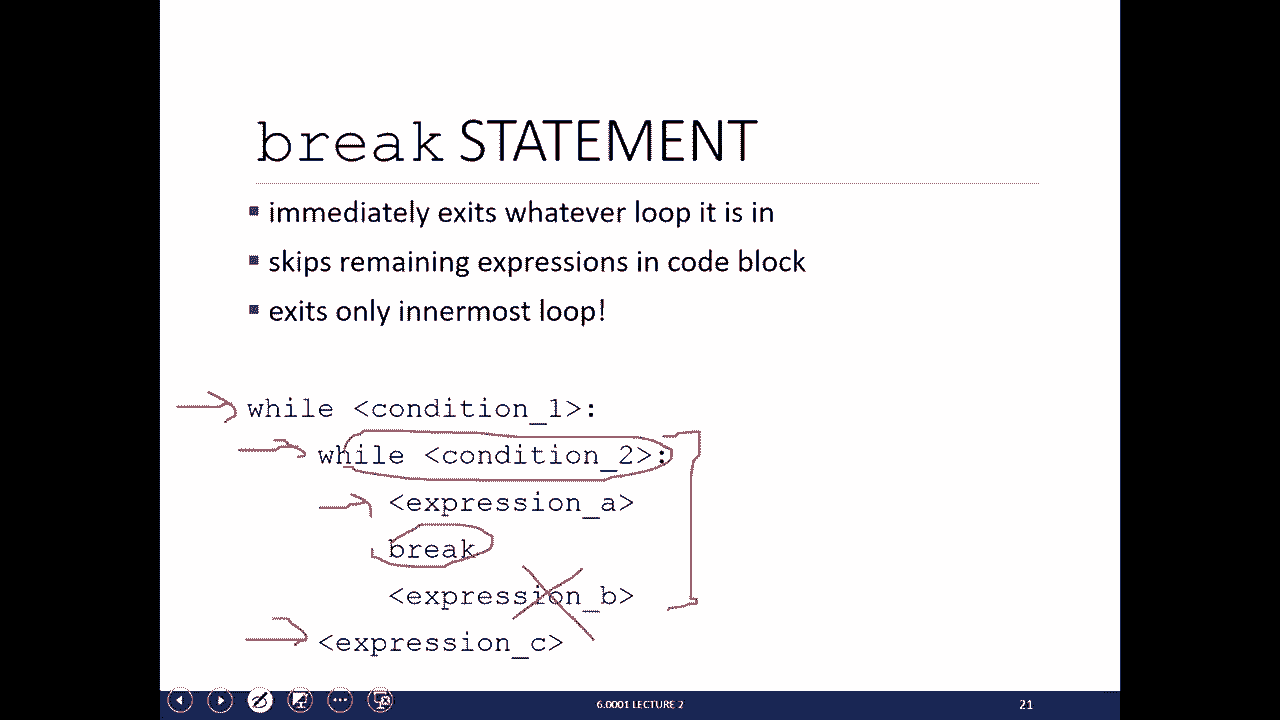 break STATEMENT
immediately exits whatever loop it is in
skips remaining expressions in code block
exits only innermost loop!
while <condition_1>:
while <condition_2>:
<expression_a>
break
<expression_b>
<expression_c>
6.0001 LECTURE 2
21